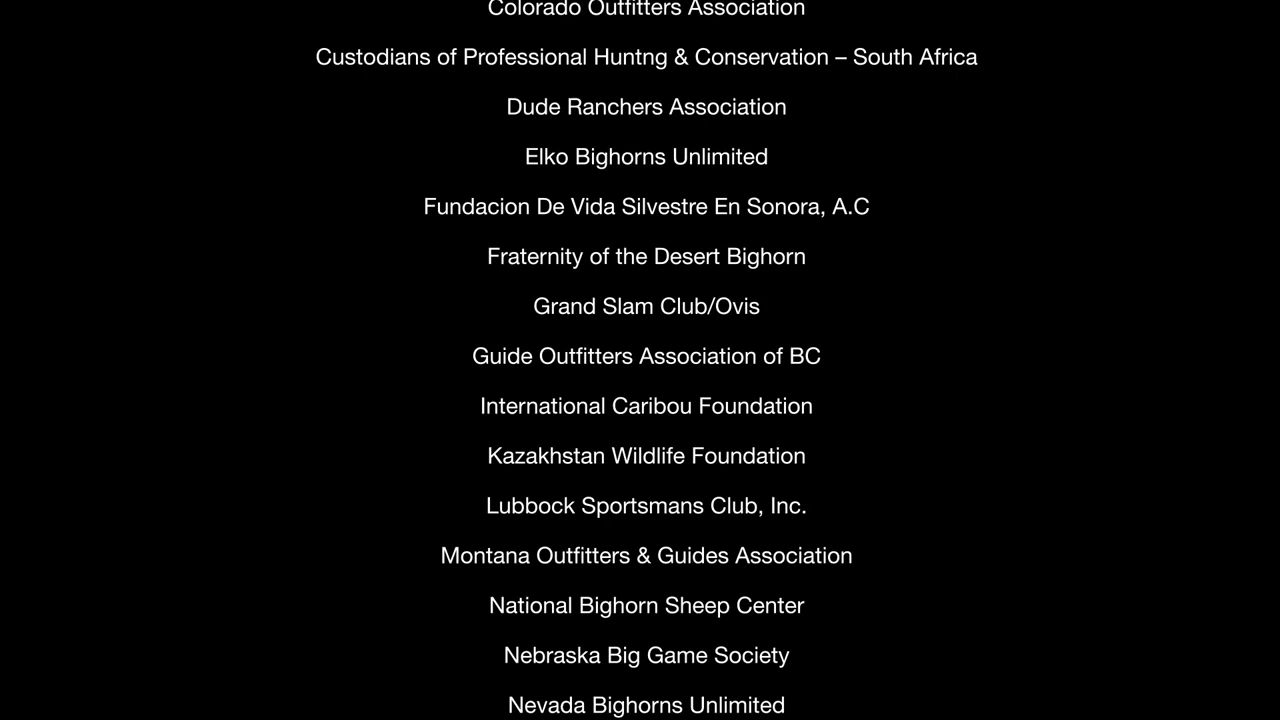 Colorado Outfitters Association
Custodians of Professional Huntng & Conservation – South Africa
Dude Ranchers Association
Elko Bighorns Unlimited
Fundacion De Vida Silvestre En Sonora, A.C
Fraternity of the Desert Bighorn
Grand Slam Club/Ovis
Guide Outfitters Association of BC
International Caribou Foundation
Kazakhstan Wildlife Foundation
Lubbock Sportsmans Club, Inc.
Montana Outfitters & Guides Association
National Bighorn Sheep Center
Nebraska Big Game Society
Nevada Bighorns Unlimited